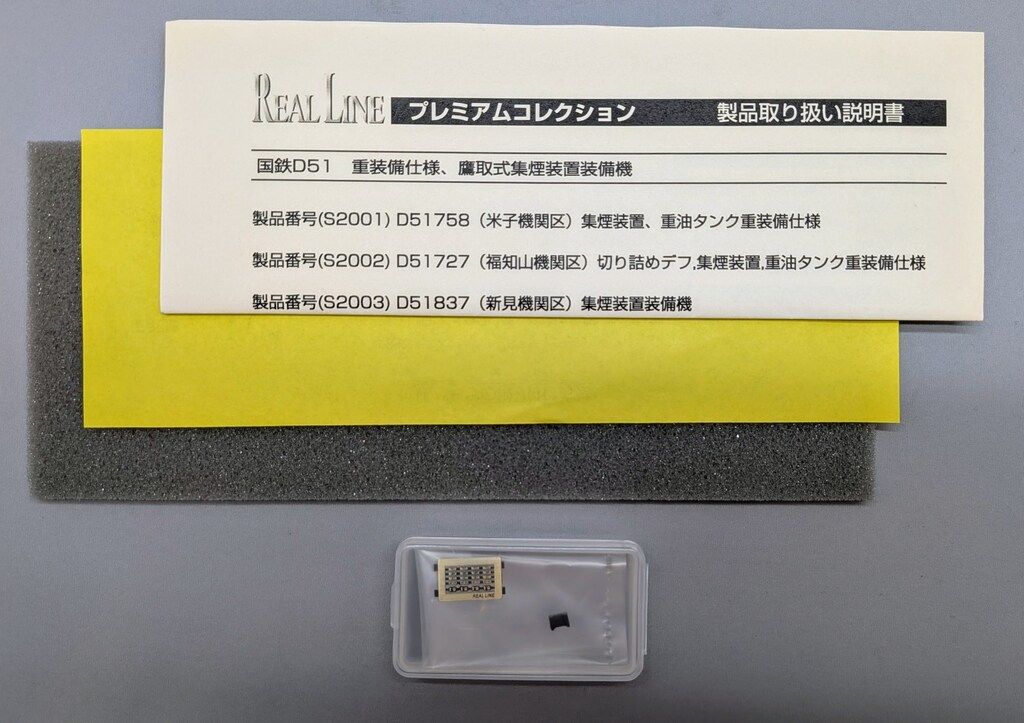 REAL LINE プレミアムコレクション 製品取り扱い説明書
国鉄D51 重装備仕様、鷹取式集煙装置装備機
製品番号(S2001) D51758（米子機関区）集煙装置、重油タンク重装備仕様
製品番号(S2002) D51727（福知山機関区）切り詰めデフ,集煙装置,重油タンク重装備仕様
製品番号(S2003) D51837（新見機関区）集煙装置装備機
REAL LINE